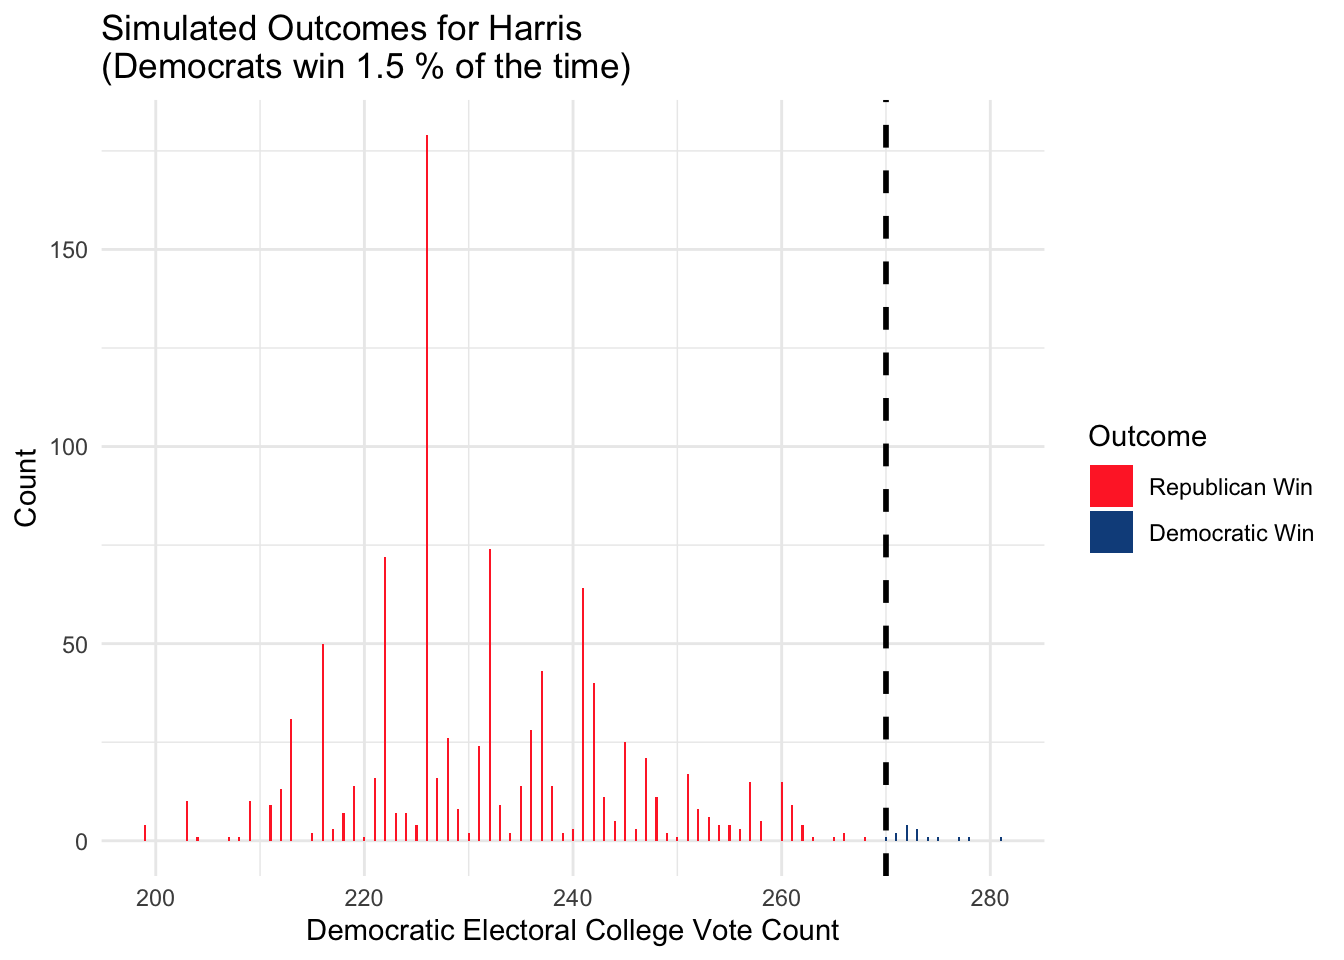 Simulated Outcomes for Harris
(Democrats win 1.5 % of the time)
150
100
50
0
Count
200 220 240 260 280
Democratic Electoral College Vote Count
Outcome
Republican Win
Democratic Win